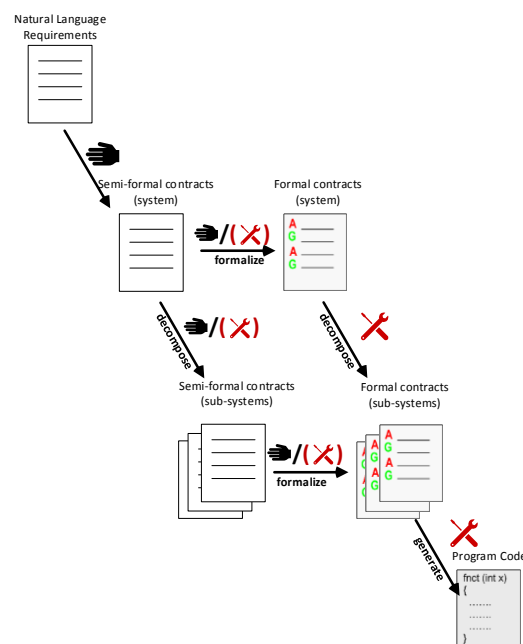 Natural Language
Requirements
Semi-formal contracts
(system)
Formal contracts
(system)
/( )
formalize
A
G
A
G
decompose
/( )
decompose
Semi-formal contracts
(sub-systems)
Formal contracts
(sub-systems)
/( )
formalize
A
G
A
G
A
G
A
G
A
G
A
generate
Program Code
fnct (int x)
{
.......
.......
.......
}